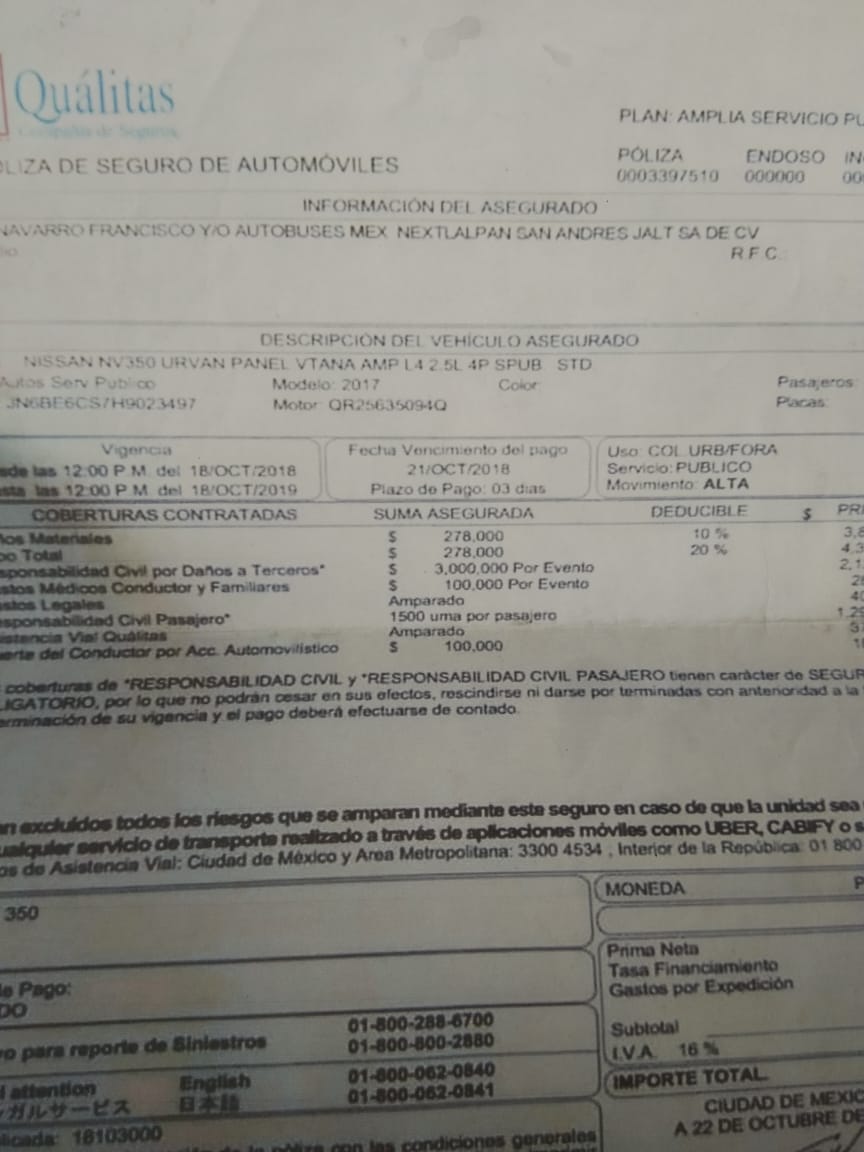 Quálitas
Compañía de Seguros
PLAN: AMPLIA SERVICIO PU
LIZA DE SEGURO DE AUTOMÓVILES
PÓLIZA ENDOSO IN
0003397510 000000 00
INFORMACIÓN DEL ASEGURADO
NAVARRO FRANCISCO Y/O AUTOBUSES MEX NEXTLALPAN SAN ANDRES JALT SA DE CV
R.F.C.:
DESCRIPCIÓN DEL VEHÍCULO ASEGURADO
NISSAN NV350 URVAN PANEL VTANA AMP L4 2.5L 4P SPUB STD
Autos Serv Publico Modelo: 2017 Color: Pasajeros:
3N6BE6CS7H9023497 Motor: QR25635094Q Placas:
Vigencia
sde las 12:00 P.M. del 18/OCT/2018
sta las 12:00 P.M. del 18/OCT/2019
Fecha Vencimiento del pago
21/OCT/2018
Plazo de Pago: 03 dias
Uso: COL.URB/FORA
Servicio: PUBLICO
Movimiento: ALTA
COBERTURAS CONTRATADAS SUMA ASEGURADA DEDUCIBLE $ PRI
ños Materiales $ 278,000 10 % 3,8
bo Total $ 278,000 20 % 4,3
sponsabilidad Civil por Daños a Terceros* $ 3,000,000 Por Evento 2,1
stos Médicos Conductor y Familiares $ 100,000 Por Evento 28
stos Legales Amparado 40
esponsabilidad Civil Pasajero* 1500 uma por pasajero 1,29
istencia Vial Quálitas Amparado 37
uerte del Conductor por Acc. Automovilístico $ 100,000 18
coberturas de *RESPONSABILIDAD CIVIL y *RESPONSABILIDAD CIVIL PASAJERO tienen carácter de SEGUR
LIGATORIO, por lo que no podrán cesar en sus efectos, rescindirse ni darse por terminadas con anterioridad a la
erminación de su vigencia y el pago deberá efectuarse de contado.
an excluidos todos los riesgos que se amparan mediante este seguro en caso de que la unidad sea
ualquier servicio de transporte realizado a través de aplicaciones móviles como UBER, CABIFY o s
os de Asistencia Vial: Ciudad de México y Area Metropolitana: 3300 4534 , Interior de la República: 01 800
350
MONEDA P
Prima Neta
Tasa Financiamiento
Gastos por Expedición
Subtotal
I.V.A. 16 %
IMPORTE TOTAL
de Pago:
DO
ro para reporte de Siniestros 01-800-288-6700
01-800-800-2880
l attention English 01-800-062-0840
ーガルサービス 日本語 01-800-062-0841
licada: 18103000
CIUDAD DE MEXIC
A 22 DE OCTUBRE DE
de la póliza con las condiciones generales